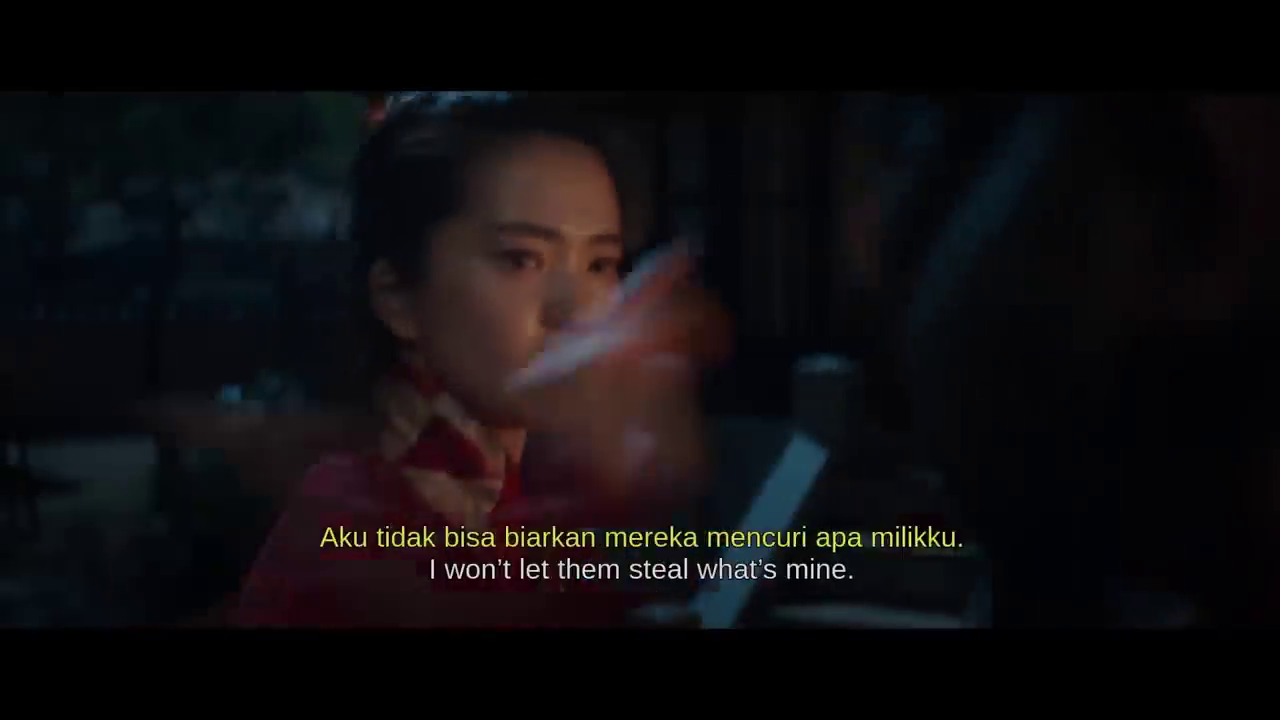 Aku tidak bisa biarkan mereka mencuri apa milikku.
I won’t let them steal what’s mine.